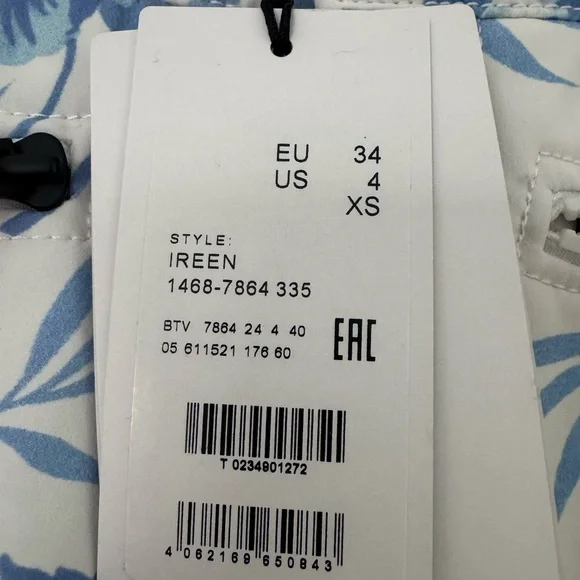 EU 34
US 4
XS
STYLE:
IREEN
1468-7864 335
BTV 7864 24 4 40
05 611521 176 60
EAC
T 0234901272
4 062169 650843